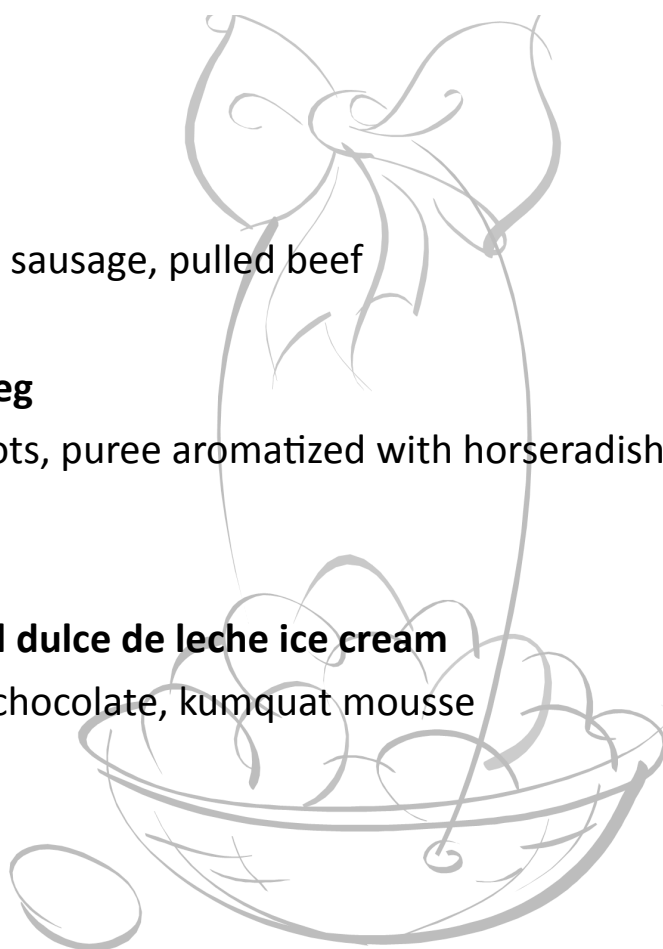 sausage, pulled beef
eg
ots, puree aromatized with horseradish
dulce de leche ice cream
chocolate, kumquat mousse